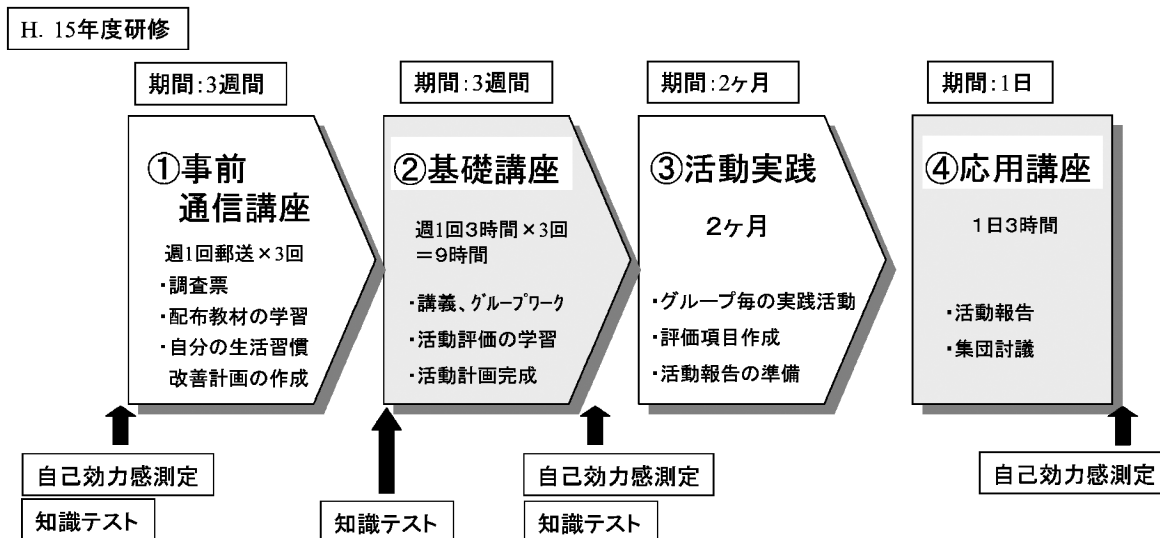 H. 15年度研修
期間:3週間
期間:3週間
期間:2ヶ月
期間:1日
①事前
通信講座
週1回郵送×3回
・調査票
・配布教材の学習
・自分の生活習慣
改善計画の作成
②基礎講座
週1回3時間×3回
=9時間
・講義、グループワーク
・活動評価の学習
・活動計画完成
③活動実践
2ヶ月
・グループ毎の実践活動
・評価項目作成
・活動報告の準備
④応用講座
1日3時間
・活動報告
・集団討議
自己効力感測定
知識テスト
知識テスト
自己効力感測定
知識テスト
自己効力感測定